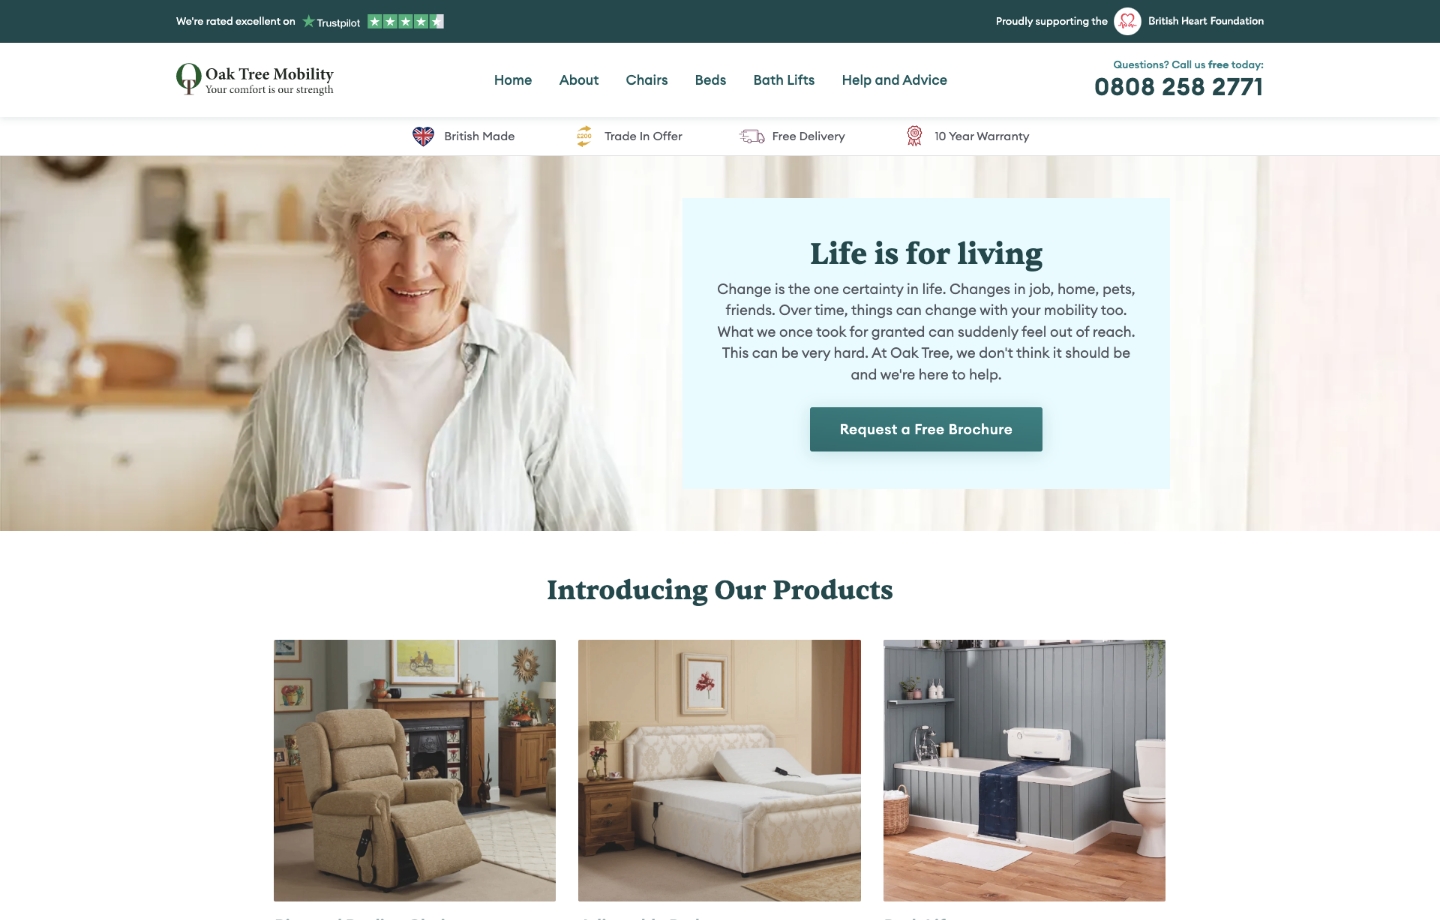 We're rated excellent on Trustpilot
Proudly supporting the British Heart Foundation
Oak Tree Mobility
Your comfort is our strength
Home About Chairs Beds Bath Lifts Help and Advice
Questions? Call us free today:
0808 258 2771
British Made £200 Trade In Offer Free Delivery 10 Year Warranty
Life is for living
Change is the one certainty in life. Changes in job, home, pets,
friends. Over time, things can change with your mobility too.
What we once took for granted can suddenly feel out of reach.
This can be very hard. At Oak Tree, we don't think it should be
and we're here to help.
Request a Free Brochure
Introducing Our Products